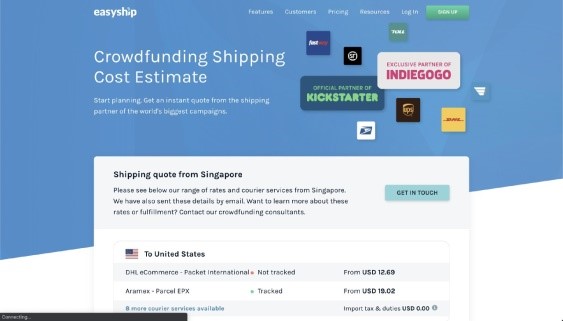 easyship
Features Customers Pricing Resources Log In SIGN UP
Crowdfunding Shipping
Cost Estimate
Start planning. Get an instant quote from the shipping
partner of the world's biggest campaigns.
EXCLUSIVE PARTNER OF
INDIEGOGO
OFFICIAL PARTNER OF
KICKSTARTER
ups
Shipping quote from Singapore
Please see below our range of rates and courier services from Singapore.
We have also sent these details by email. Want to learn more about these
rates or fulfillment? Contact our crowdfunding consultants.
GET IN TOUCH
To United States
DHL eCommerce - Packet International Not tracked From USD 12.69
Aramex - Parcel EPX Tracked From USD 19.02
8 more courier services available Import tax & duties USD 0.00
Connecting...